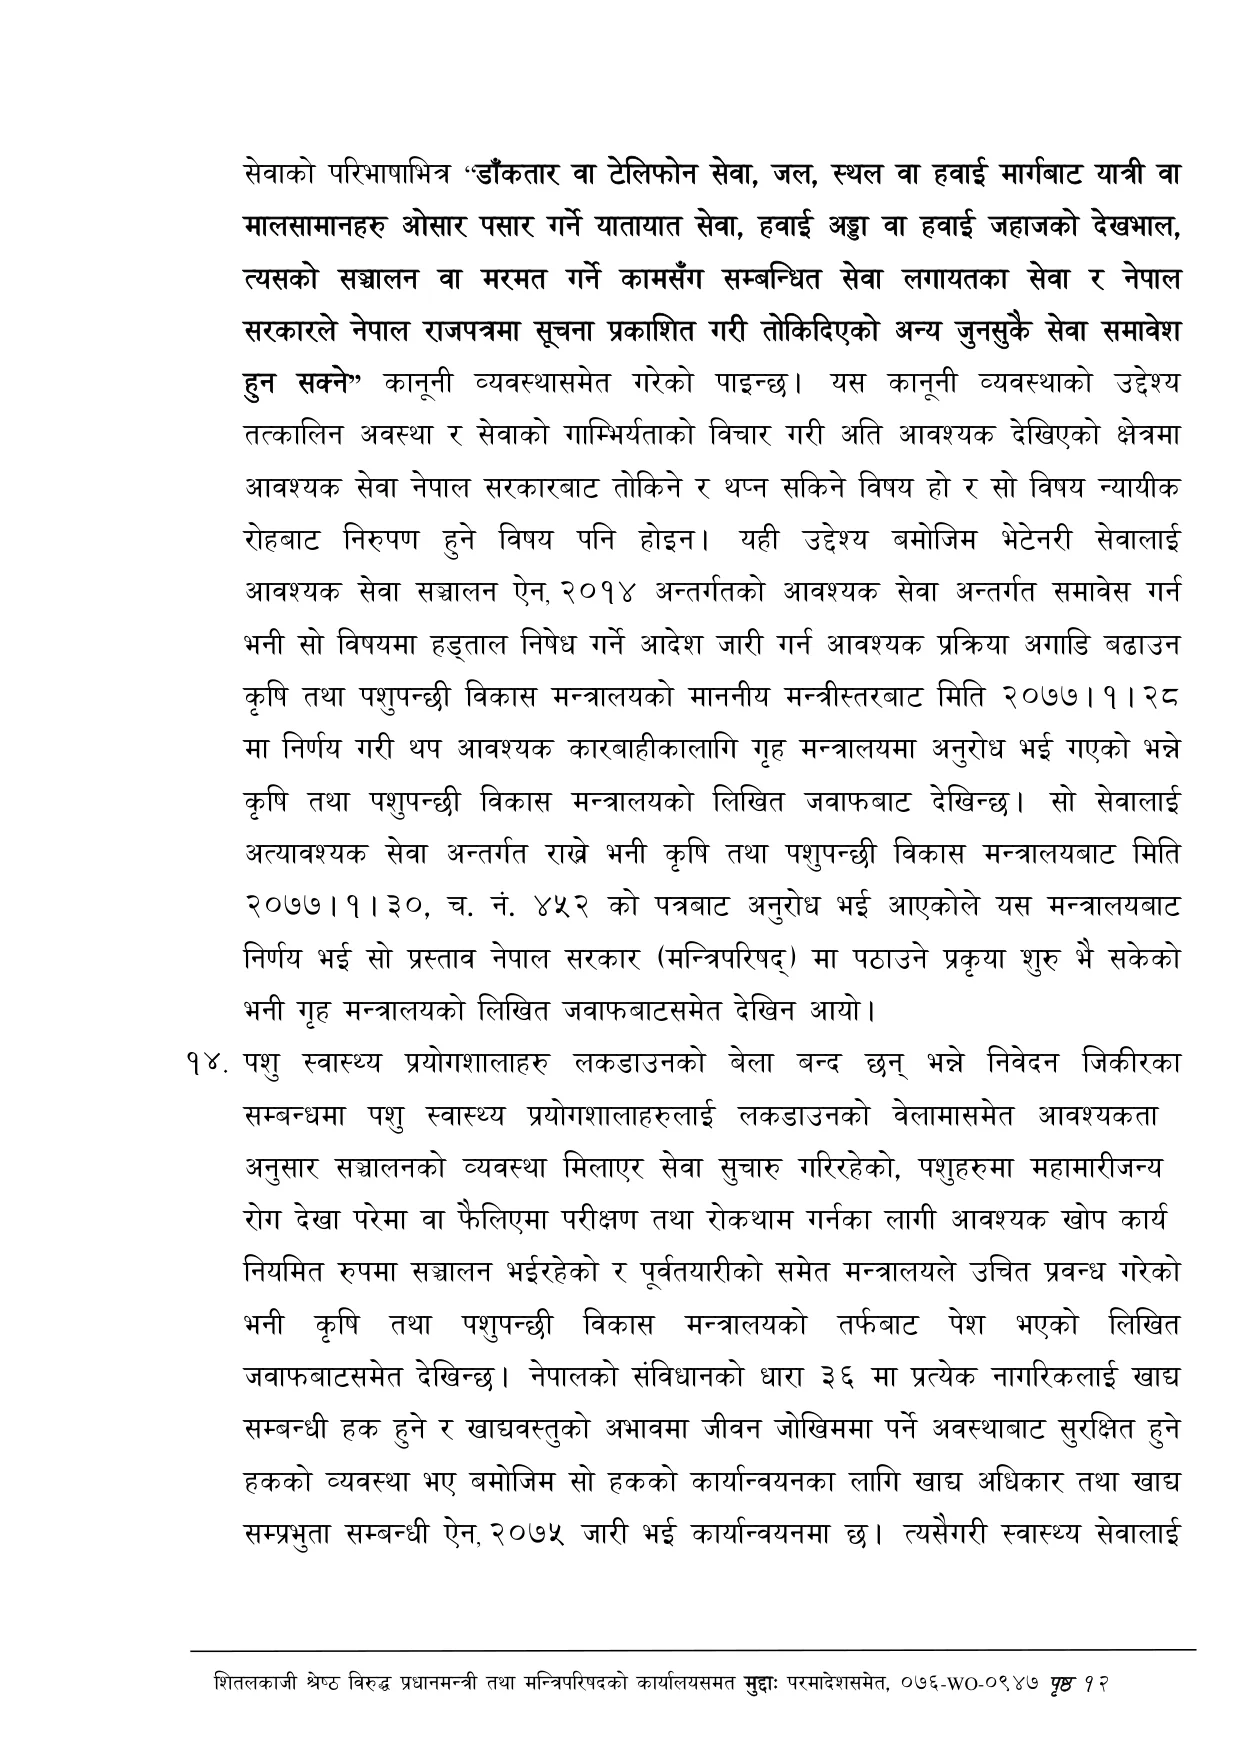 सेवाको परिभाषाभित्र “डाँकतार वा टेलिफोन सेवा, जल, स्थल वा हवाई मार्गबाट यात्री वा
मालसामानहरु ओसार पसार गर्ने यातायात सेवा, हवाई अड्डा वा हवाई जहाजको देखभाल,
त्यसको सञ्चालन वा मरमत गर्ने कामसँग सम्बन्धित सेवा लगायतका सेवा र नेपाल
सरकारले नेपाल राजपत्रमा सूचना प्रकाशित गरी तोकिदिएको अन्य जुनसुकै सेवा समावेश
हुन सक्ने” कानूनी व्यवस्थासमेत गरेको पाइन्छ। यस कानूनी व्यवस्थाको उद्देश्य
तत्कालिन अवस्था र सेवाको गाम्भिर्यताको विचार गरी अति आवश्यक देखिएको क्षेत्रमा
आवश्यक सेवा नेपाल सरकारबाट तोकिने र थप्न सकिने विषय हो र सो विषय न्यायीक
रोहबाट निरुपण हुने विषय पनि होइन। यही उद्देश्य बमोजिम भेटेनरी सेवालाई
आवश्यक सेवा सञ्चालन ऐन, २०१४ अन्तर्गतको आवश्यक सेवा अन्तर्गत समावेस गर्न
भनी सो विषयमा हड्ताल निषेध गर्ने आदेश जारी गर्न आवश्यक प्रक्रिया अगाडि बढाउन
कृषि तथा पशुपन्छी विकास मन्त्रालयको माननीय मन्त्रीस्तरबाट मिति २०७७।१।२८
मा निर्णय गरी थप आवश्यक कारबाहीकालागि गृह मन्त्रालयमा अनुरोध भई गएको भन्ने
कृषि तथा पशुपन्छी विकास मन्त्रालयको लिखित जवाफबाट देखिन्छ। सो सेवालाई
अत्यावश्यक सेवा अन्तर्गत राख्ने भनी कृषि तथा पशुपन्छी विकास मन्त्रालयबाट मिति
२०७७।१।३०, च. नं. ४५२ को पत्रबाट अनुरोध भई आएकोले यस मन्त्रालयबाट
निर्णय भई सो प्रस्ताव नेपाल सरकार (मन्त्रिपरिषद्) मा पठाउने प्रकृया शुरु भै सकेको
भनी गृह मन्त्रालयको लिखित जवाफबाटसमेत देखिन आयो।
१४. पशु स्वास्थ्य प्रयोगशालाहरु लकडाउनको बेला बन्द छन् भन्ने निवेदन जिकीरका
सम्बन्धमा पशु स्वास्थ्य प्रयोगशालाहरुलाई लकडाउनको वेलामासमेत आवश्यकता
अनुसार सञ्चालनको व्यवस्था मिलाएर सेवा सुचारु गरिरहेको, पशुहरुमा महामारीजन्य
रोग देखा परेमा वा फैलिएमा परीक्षण तथा रोकथाम गर्नका लागी आवश्यक खोप कार्य
नियमित रुपमा सञ्चालन भईरहेको र पूर्वतयारीको समेत मन्त्रालयले उचित प्रवन्ध गरेको
भनी कृषि तथा पशुपन्छी विकास मन्त्रालयको तर्फबाट पेश भएको लिखित
जवाफबाटसमेत देखिन्छ। नेपालको संविधानको धारा ३६ मा प्रत्येक नागरिकलाई खाद्य
सम्बन्धी हक हुने र खाद्यवस्तुको अभावमा जीवन जोखिममा पर्ने अवस्थाबाट सुरक्षित हुने
हकको व्यवस्था भए बमोजिम सो हकको कार्यान्वयनका लागि खाद्य अधिकार तथा खाद्य
सम्प्रभुता सम्बन्धी ऐन, २०७५ जारी भई कार्यान्वयनमा छ। त्यसैगरी स्वास्थ्य सेवालाई
शितलकाजी श्रेष्ठ विरुद्ध प्रधानमन्त्री तथा मन्त्रिपरिषदको कार्यालयसमत मुद्दाः परमादेशसमेत, ०७६-WO-०९४७ पृष्ठ १२